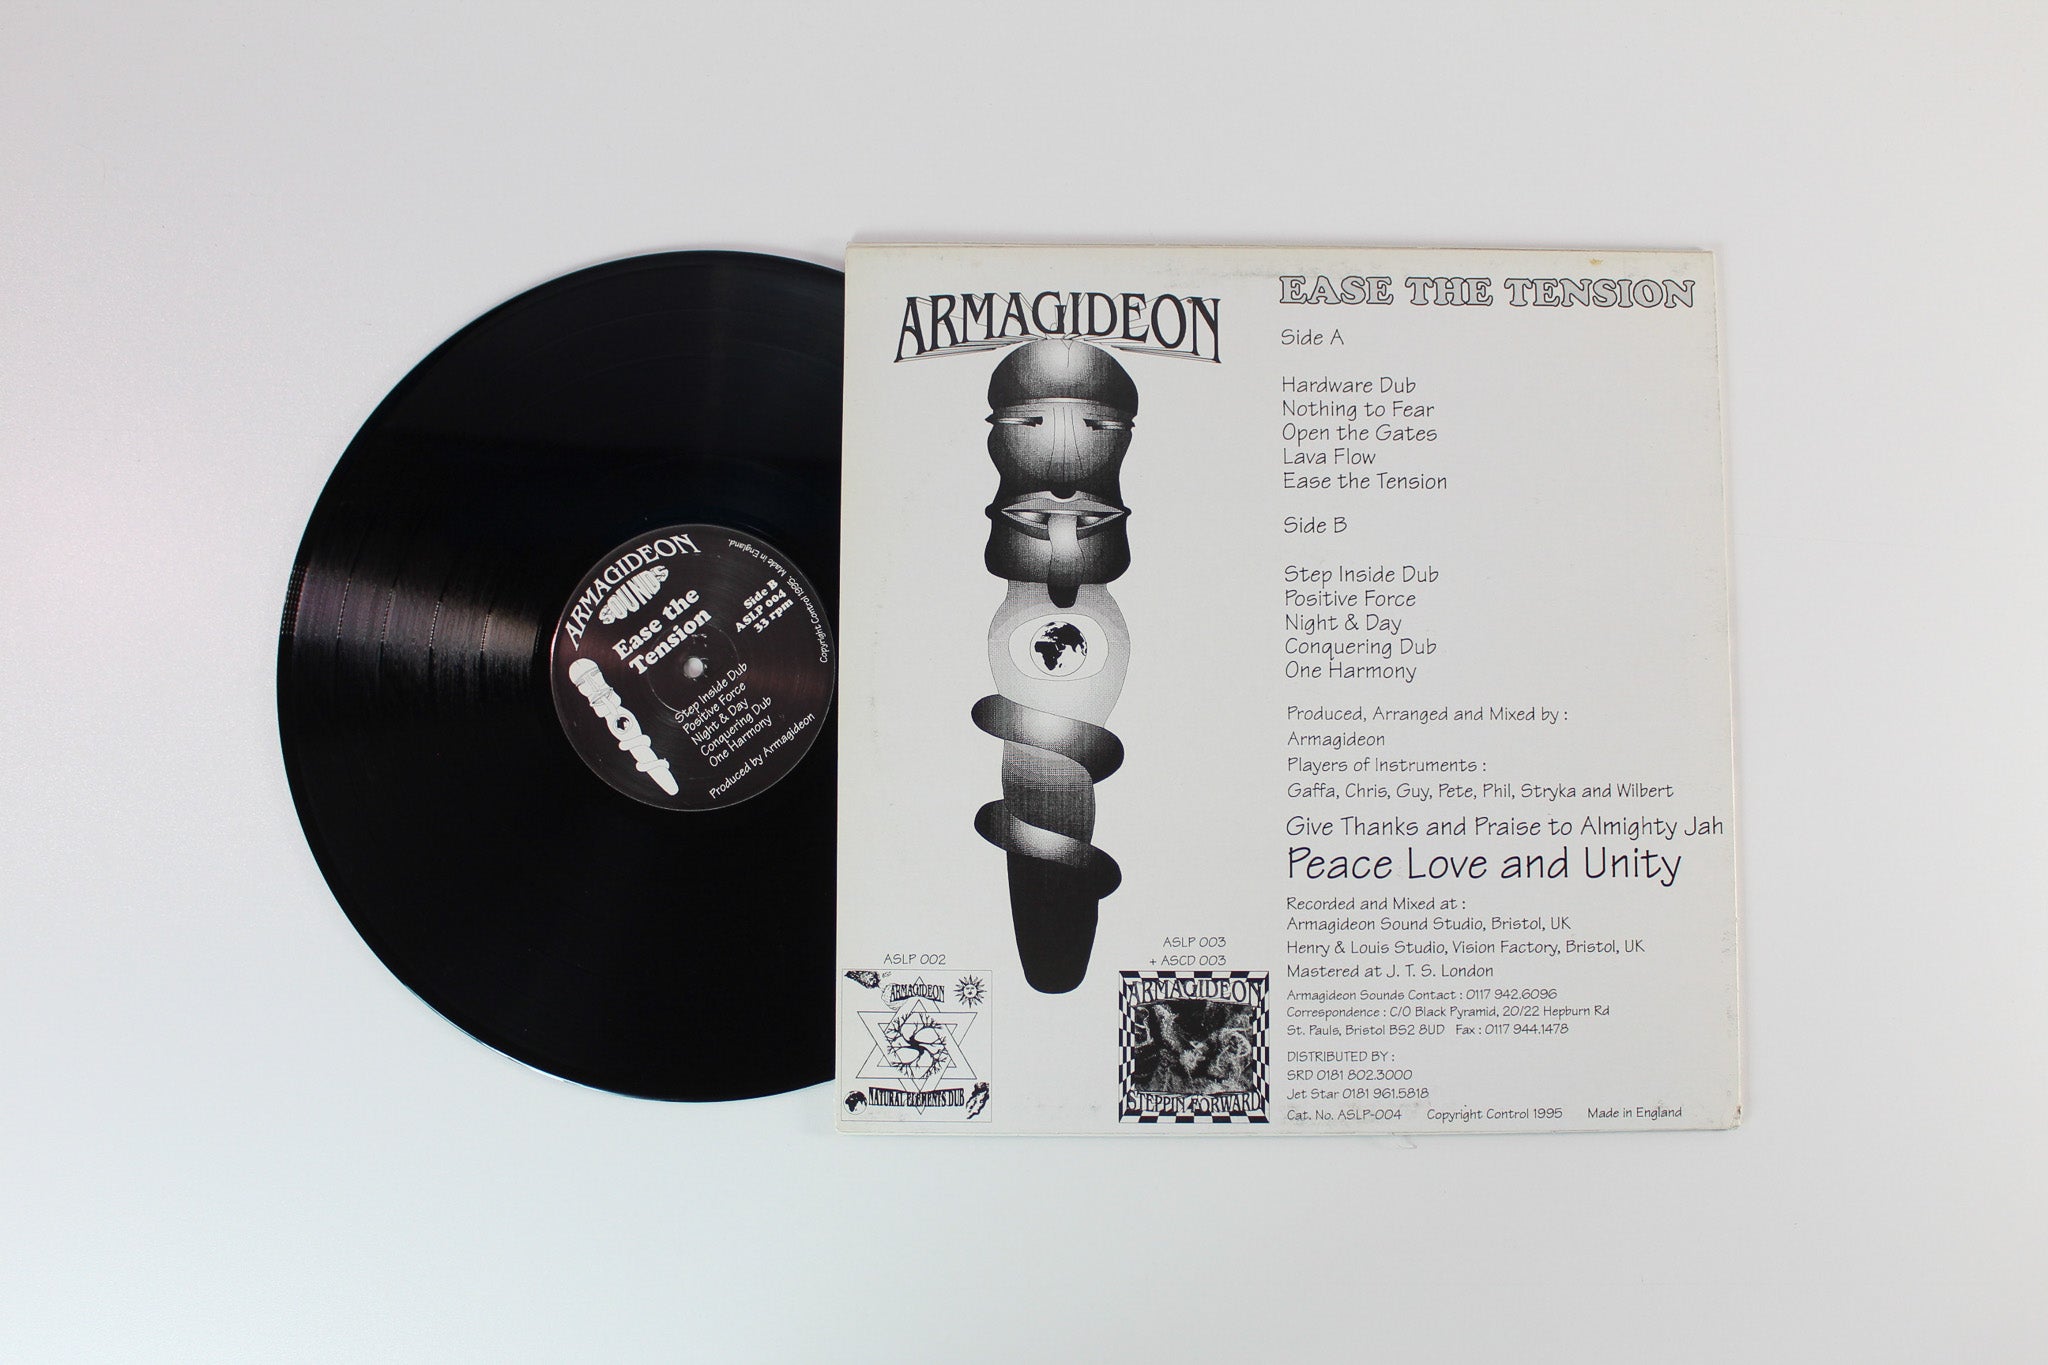 ARMAGIDEON
SOUNDS
Ease the
Tension
Side B
ASLP 004
33 rpm
Step Inside Dub
Positive Force
Night & Day
Conquering Dub
One Harmony
Produced by Armagideon
Copyright Control 1995. Made in England.
ARMAGIDEON
EASE THE TENSION
Side A
Hardware Dub
Nothing to Fear
Open the Gates
Lava Flow
Ease the Tension
Side B
Step Inside Dub
Positive Force
Night & Day
Conquering Dub
One Harmony
Produced, Arranged and Mixed by :
Armagideon
Players of Instruments :
Gaffa, Chris, Guy, Pete, Phil, Stryka and Wilbert
Give Thanks and Praise to Almighty Jah
Peace Love and Unity
Recorded and Mixed at :
Armagideon Sound Studio, Bristol, UK
Henry & Louis Studio, Vision Factory, Bristol, UK
Mastered at J. T. S. London
Armagideon Sounds Contact : 0117 942.6096
Correspondence : C/O Black Pyramid, 20/22 Hepburn Rd
St. Pauls, Bristol BS2 8UD Fax : 0117 944.1478
DISTRIBUTED BY :
SRD 0181 802.3000
Jet Star 0181 961.5818
Cat. No. ASLP-004 Copyright Control 1995 Made in England
ASLP 002
ARMAGIDEON
NATURAL ELEMENTS DUB
ASLP 003
+ ASCD 003
ARMAGIDEON
STEPPIN FORWARD